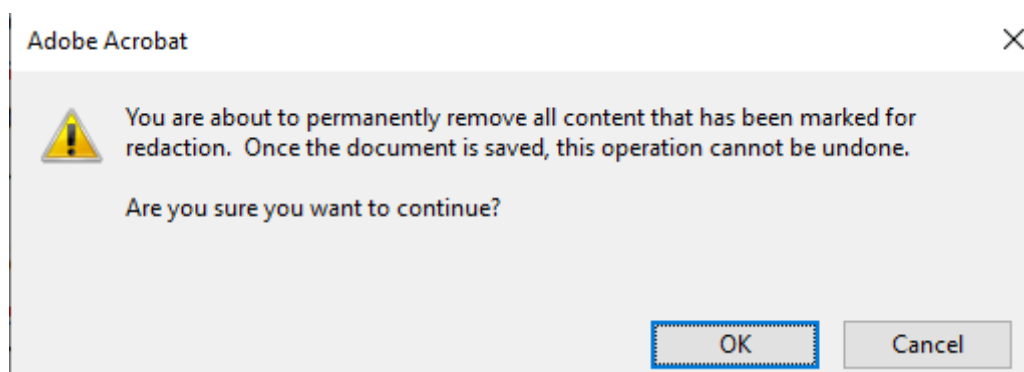 Adobe Acrobat
You are about to permanently remove all content that has been marked for
redaction.  Once the document is saved, this operation cannot be undone.
Are you sure you want to continue?
OK
Cancel